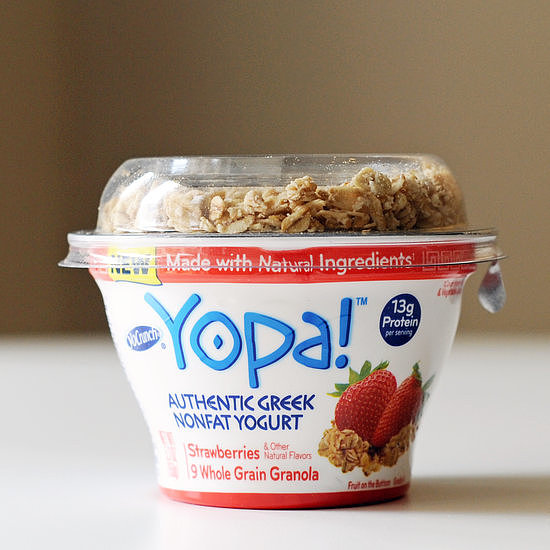 NEW
Made with Natural Ingredients
YoCrunch
Yopa!™
13g
Protein
per serving
AUTHENTIC GREEK
NONFAT YOGURT
Strawberries & Other
Natural Flavors
9 Whole Grain Granola
Fruit on the Bottom